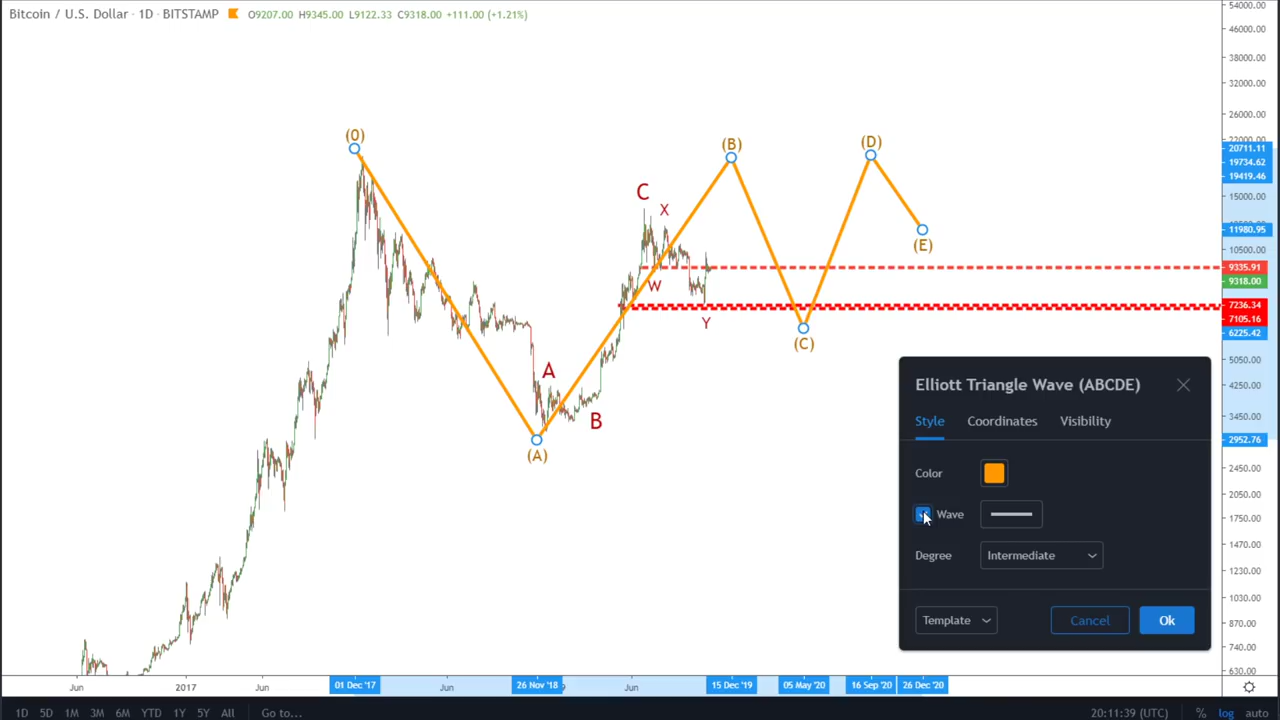 Bitcoin / U.S. Dollar · 1D · BITSTAMP O9207.00 H9345.00 L9122.33 C9318.00 +111.00 (+1.21%)
54000.00
46000.00
38000.00
32000.00
26000.00
20711.11
19734.62
19419.46
15000.00
11980.95
10500.00
9335.91
9318.00
7236.34
7105.16
6225.42
5050.00
4250.00
3450.00
2952.76
2450.00
2050.00
1750.00
1470.00
1230.00
1030.00
870.00
740.00
630.00
(0)
(B)
(D)
C
X
(E)
W
Y
(C)
A
B
(A)
Elliott Triangle Wave (ABCDE)
Style Coordinates Visibility
Color
Wave
Degree Intermediate
Template Cancel Ok
Jun 2017 Jun 01 Dec '17 Jun 26 Nov '18 Jun 15 Dec '19 05 May '20 16 Sep '20 26 Dec '20
1D 5D 1M 3M 6M YTD 1Y 5Y All Go to... 20:11:39 (UTC) % log auto